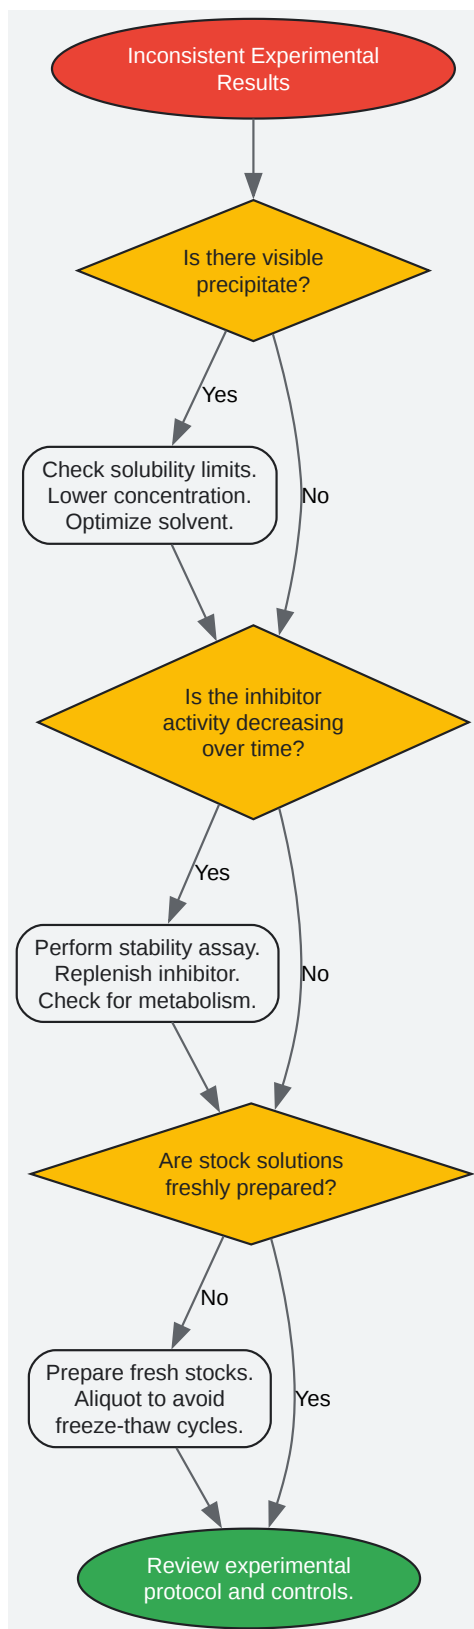 Inconsistent Experimental
Results
Is there visible
precipitate?
Yes
Check solubility limits.
Lower concentration.
Optimize solvent.
No
Is the inhibitor
activity decreasing
over time?
Yes
Perform stability assay.
Replenish inhibitor.
Check for metabolism.
No
Are stock solutions
freshly prepared?
No
Prepare fresh stocks.
Aliquot to avoid
freeze-thaw cycles.
Yes
Review experimental
protocol and controls.